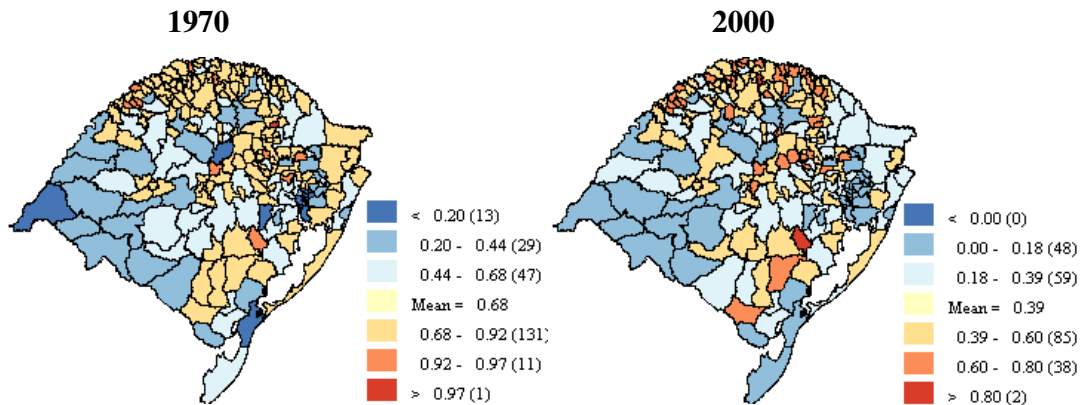 1970
2000
< 0.20 (13)
0.20 - 0.44 (29)
0.44 - 0.68 (47)
Mean = 0.68
0.68 - 0.92 (131)
0.92 - 0.97 (11)
> 0.97 (1)
< 0.00 (0)
0.00 - 0.18 (48)
0.18 - 0.39 (59)
Mean = 0.39
0.39 - 0.60 (85)
0.60 - 0.80 (38)
> 0.80 (2)